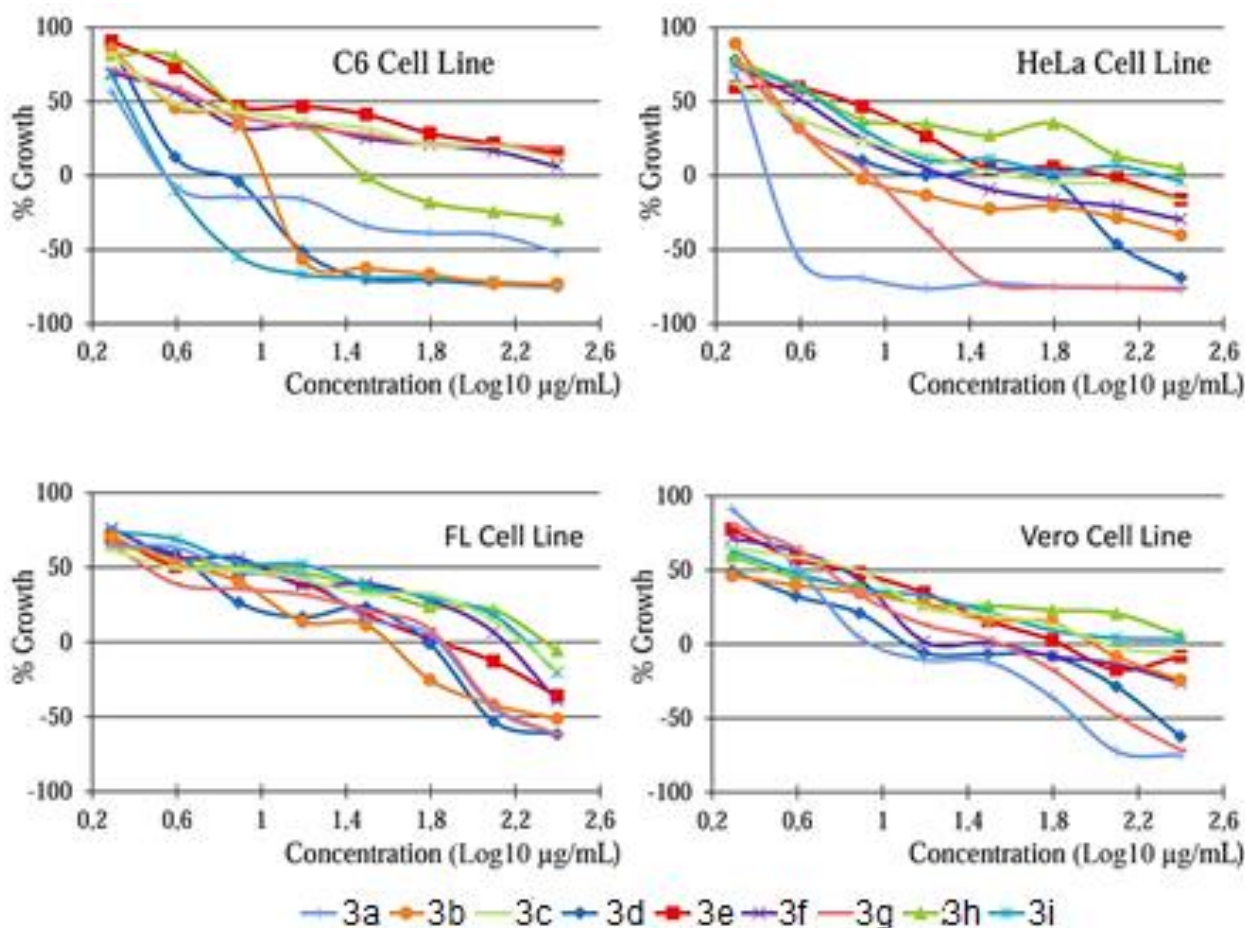 100
50
0
-50
-100
% Growth
C6 Cell Line
0,2 0,6 1 1,4 1,8 2,2 2,6
Concentration (Log10 µg/mL)
100
50
0
-50
-100
% Growth
HeLa Cell Line
0,2 0,6 1 1,4 1,8 2,2 2,6
Concentration (Log10 µg/mL)
100
50
0
-50
-100
% Growth
FL Cell Line
0,2 0,6 1 1,4 1,8 2,2 2,6
Concentration (Log10 µg/mL)
100
50
0
-50
-100
% Growth
Vero Cell Line
0,2 0,6 1 1,4 1,8 2,2 2,6
Concentration (Log10 µg/mL)
3a 3b 3c 3d 3e 3f 3g 3h 3i